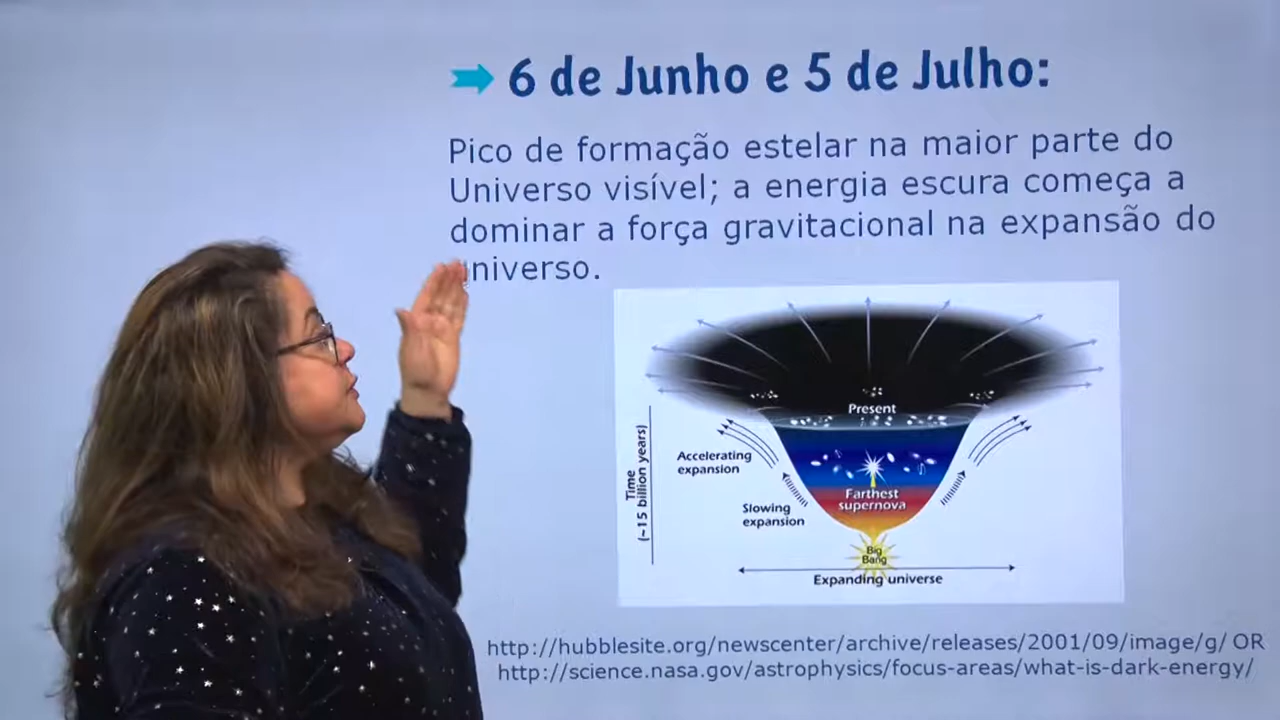 6 de Junho e 5 de Julho:
Pico de formação estelar na maior parte do
Universo visível; a energia escura começa a
dominar a força gravitacional na expansão do
universo.
Present
Accelerating
expansion
Time
(~15 billion years)
Farthest
supernova
Slowing
expansion
Big
Bang
Expanding universe
http://hubblesite.org/newscenter/archive/releases/2001/09/image/g/ OR
http://science.nasa.gov/astrophysics/focus-areas/what-is-dark-energy/